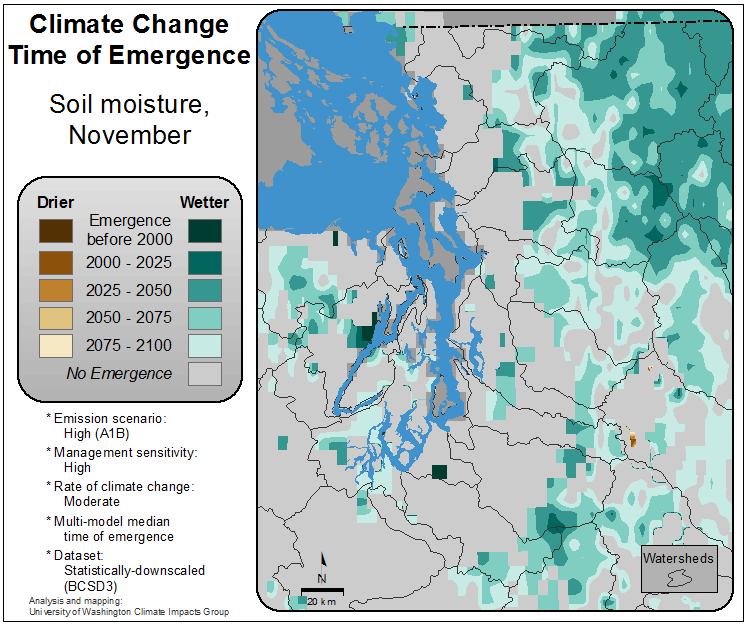 Climate Change
Time of Emergence
Soil moisture,
November
Drier
Wetter
Emergence
before 2000
2000 - 2025
2025 - 2050
2050 - 2075
2075 - 2100
No Emergence
* Emission scenario:
High (A1B)
* Management sensitivity:
High
* Rate of climate change:
Moderate
* Multi-model median
time of emergence
* Dataset:
Statistically-downscaled
(BCSD3)
Analysis and mapping:
University of Washington Climate Impacts Group
N
20 km
Watersheds